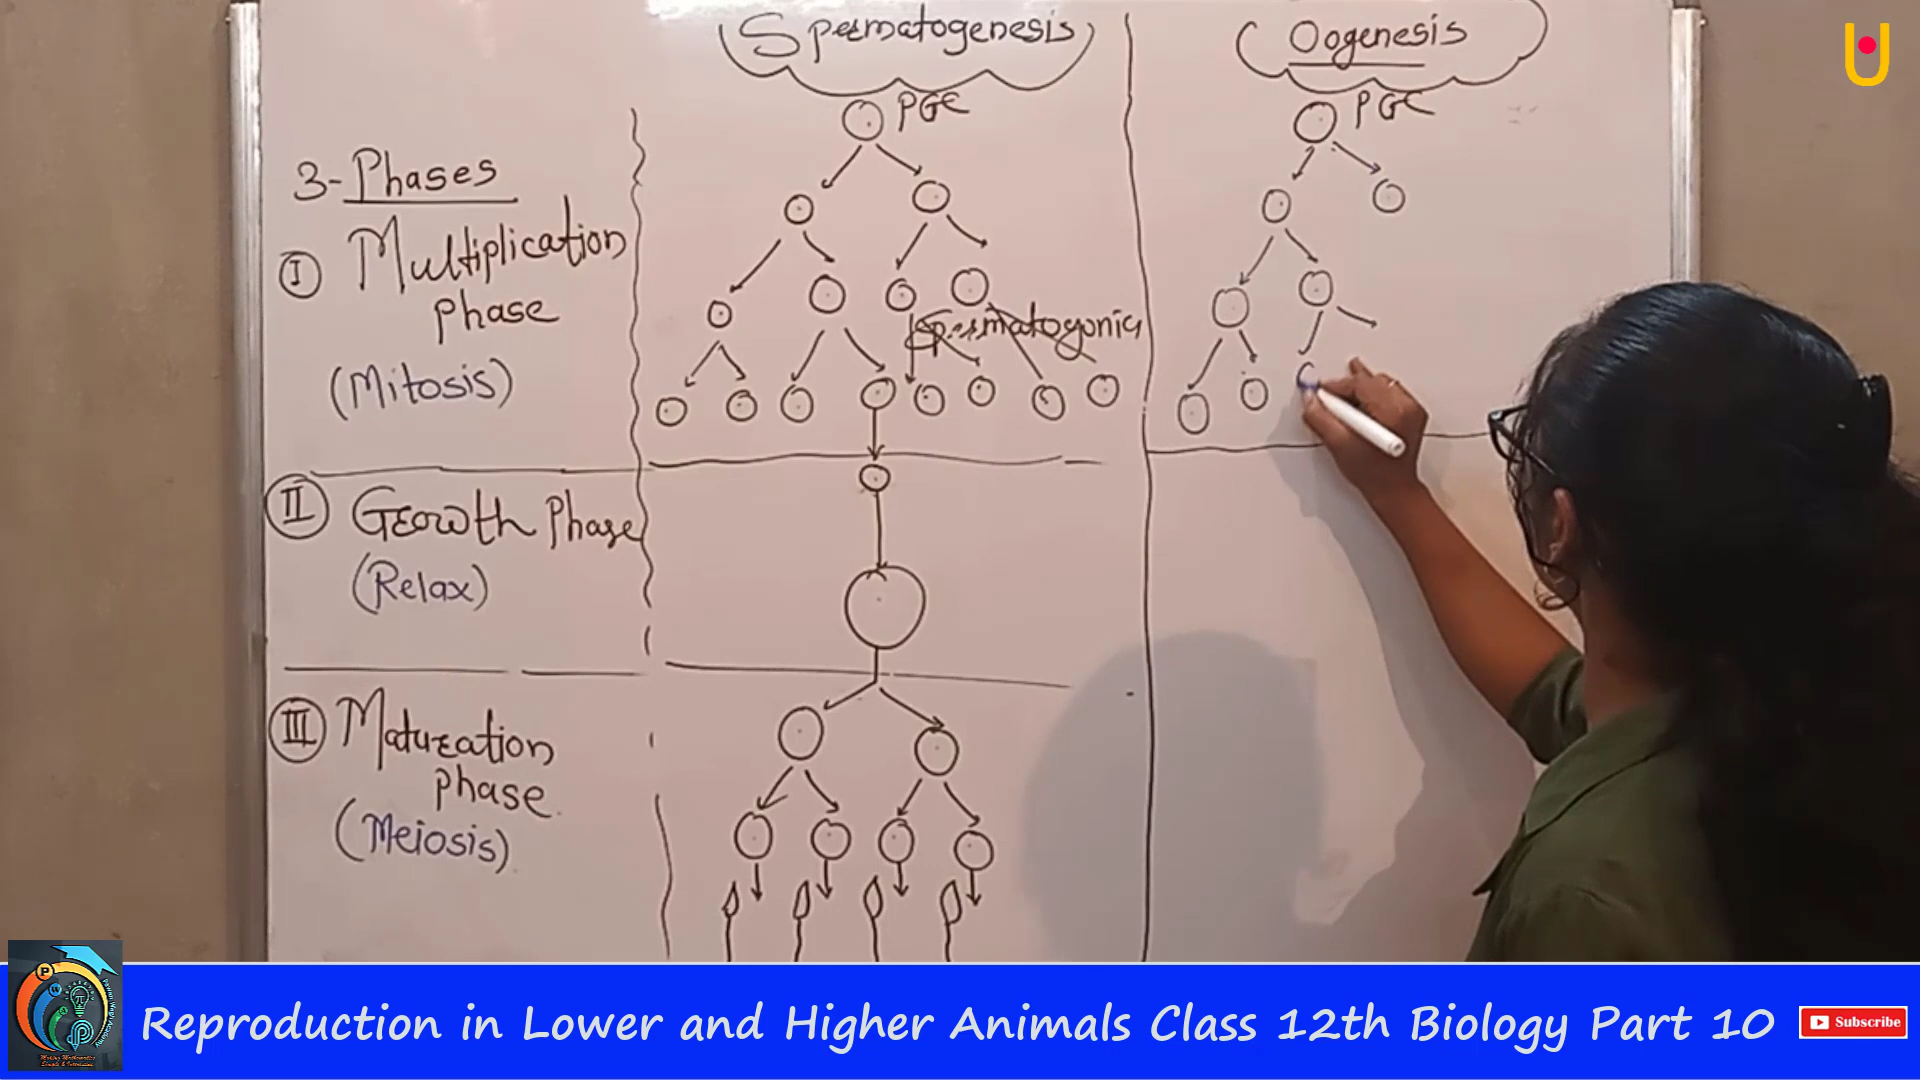 Spermatogenesis
Oogenesis
PGC
PGC
3-Phases
I Multiplication
phase
(Mitosis)
Spermatogonia
II Growth Phase
(Relax)
III Maturation
phase
(Meiosis)
Reproduction in Lower and Higher Animals Class 12th Biology Part 10
Subscribe